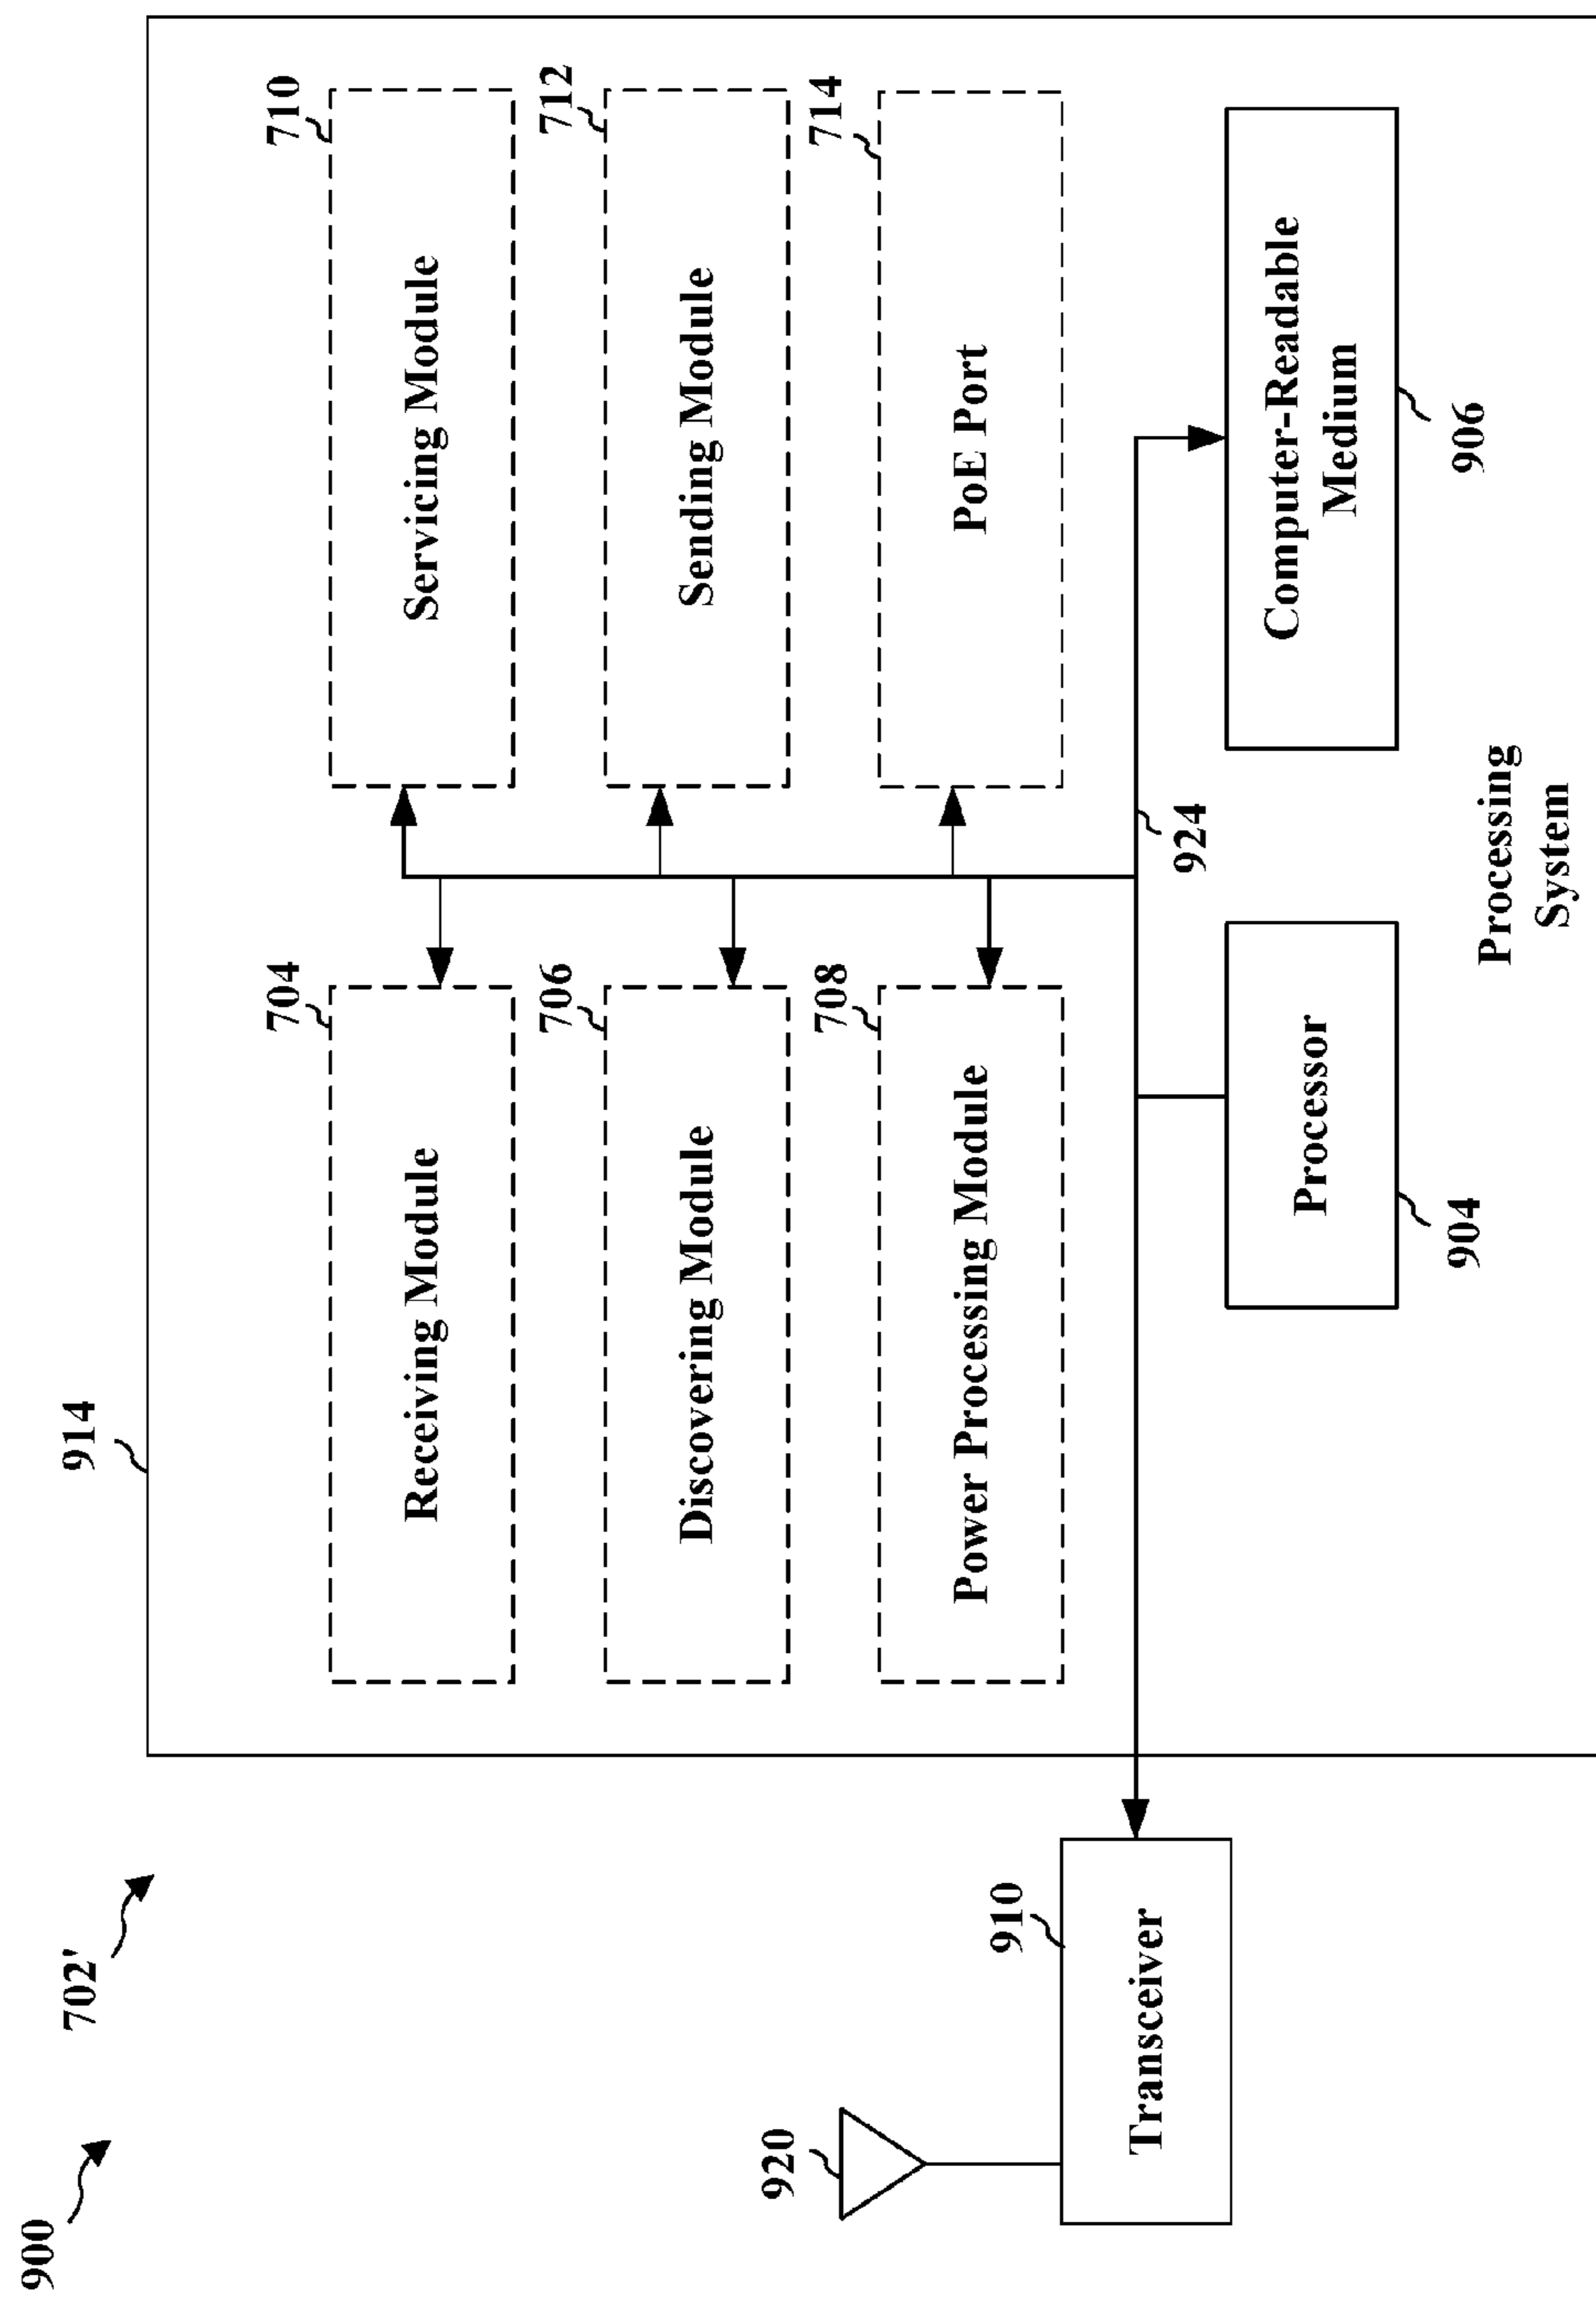 900
702'
914
704
Receiving Module
710
Servicing Module
706
Discovering Module
712
Sending Module
708
Power Processing Module
714
PoE Port
920
910
Transceiver
924
Processor
904
Computer-Readable
Medium
906
Processing
System